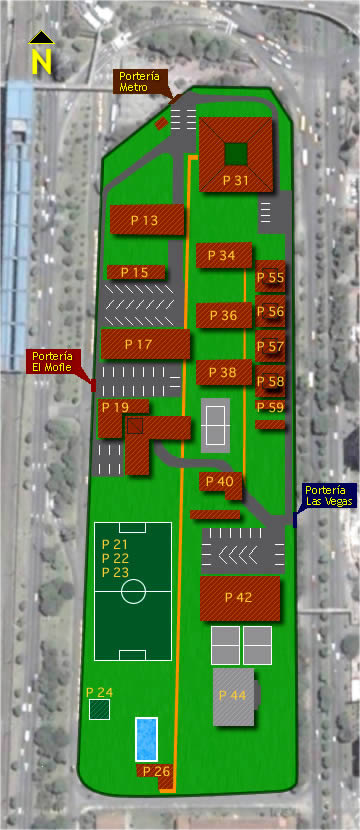 N
Portería
Metro
P 31
P 13
P 34
P 15
P 55
P 56
P 36
P 17
P 57
Portería
El Mofle
P 38
P 58
P 19
P 59
P 40
Portería
Las Vegas
P 21
P 22
P 23
P 42
P 24
P 44
P 26